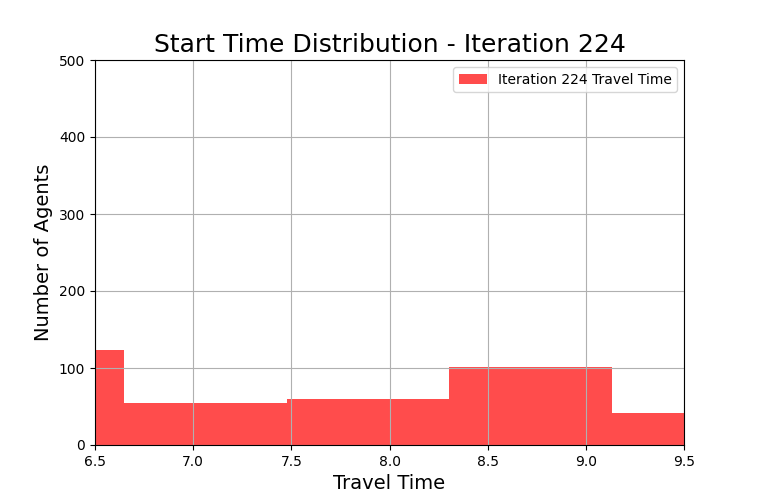 Start Time Distribution - Iteration 224
500
400
300
200
100
0
Number of Agents
Iteration 224 Travel Time
6.5 7.0 7.5 8.0 8.5 9.0 9.5
Travel Time